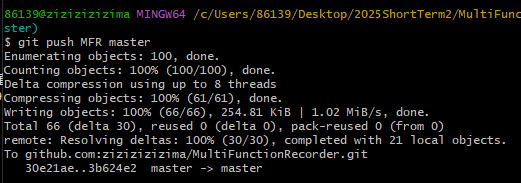 86139@zizizizizima MINGW64 /c/Users/86139/Desktop/2025ShortTerm2/MultiFunc
ster)
$ git push MFR master
Enumerating objects: 100, done.
Counting objects: 100% (100/100), done.
Delta compression using up to 8 threads
Compressing objects: 100% (61/61), done.
Writing objects: 100% (66/66), 254.81 KiB | 1.02 MiB/s, done.
Total 66 (delta 30), reused 0 (delta 0), pack-reused 0 (from 0)
remote: Resolving deltas: 100% (30/30), completed with 21 local objects.
To github.com:zizizizizima/MultiFunctionRecorder.git
   30e21ae..3b624e2  master -> master